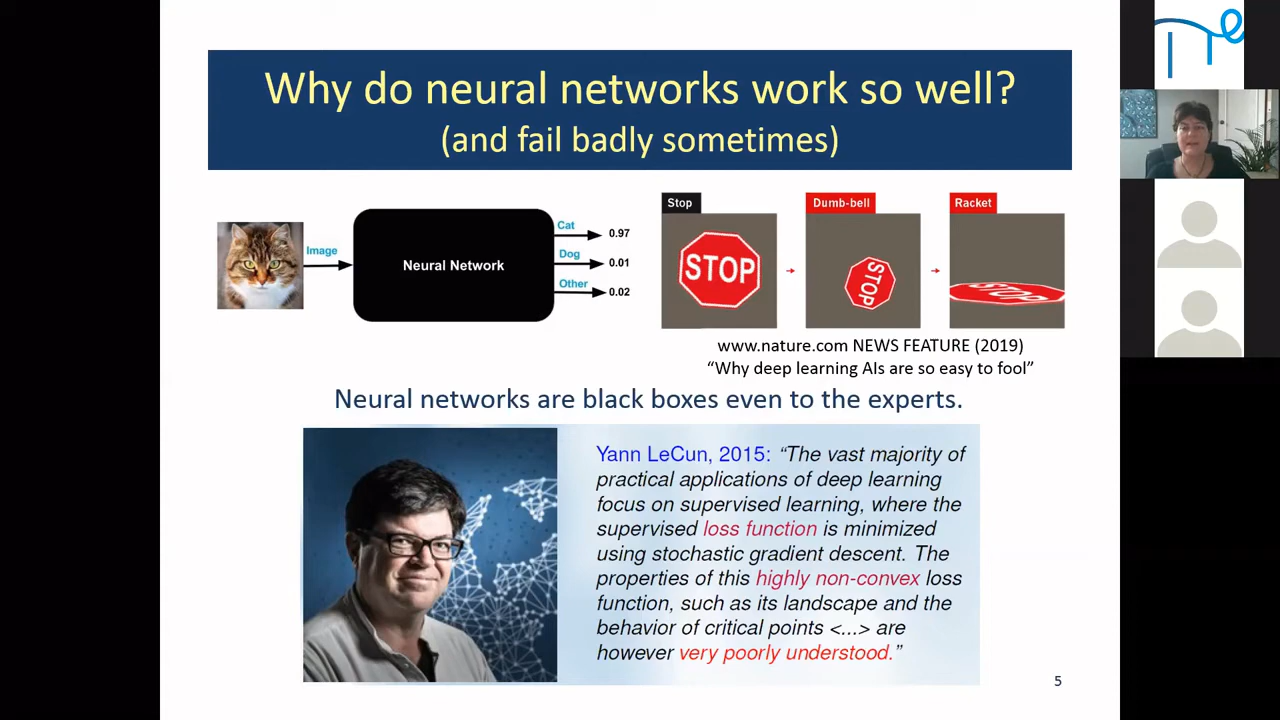 Why do neural networks work so well?
(and fail badly sometimes)
Image
Neural Network
Cat
0.97
Dog
0.01
Other
0.02
Stop
Dumb-bell
Racket
STOP
STOP
STOP
www.nature.com NEWS FEATURE (2019)
“Why deep learning AIs are so easy to fool”
Neural networks are black boxes even to the experts.
Yann LeCun, 2015: “The vast majority of
practical applications of deep learning
focus on supervised learning, where the
supervised loss function is minimized
using stochastic gradient descent. The
properties of this highly non-convex loss
function, such as its landscape and the
behavior of critical points <...> are
however very poorly understood.”
5